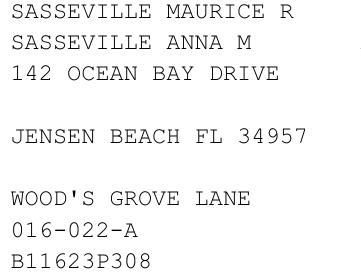 SASSEVILLE MAURICE R
SASSEVILLE ANNA M
142 OCEAN BAY DRIVE
JENSEN BEACH FL 34957
WOOD'S GROVE LANE
016-022-A
B11623P308